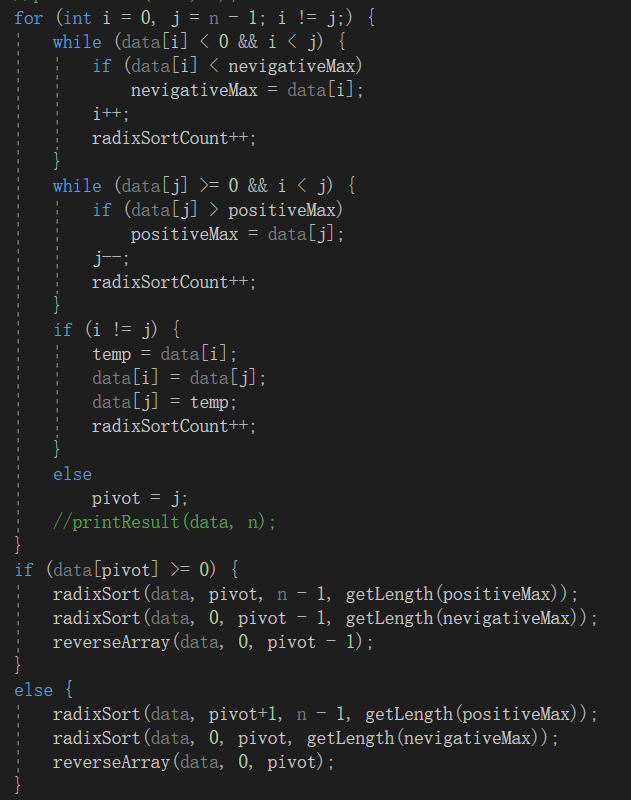 for (int i = 0, j = n - 1; i != j;) {
while (data[i] < 0 && i < j) {
if (data[i] < nevigativeMax)
nevigativeMax = data[i];
i++;
radixSortCount++;
}
while (data[j] >= 0 && i < j) {
if (data[j] > positiveMax)
positiveMax = data[j];
j--;
radixSortCount++;
}
if (i != j) {
temp = data[i];
data[i] = data[j];
data[j] = temp;
radixSortCount++;
}
else
pivot = j;
//printResult(data, n);
}
if (data[pivot] >= 0) {
radixSort(data, pivot, n - 1, getLength(positiveMax));
radixSort(data, 0, pivot - 1, getLength(nevigativeMax));
reverseArray(data, 0, pivot - 1);
}
else {
radixSort(data, pivot+1, n - 1, getLength(positiveMax));
radixSort(data, 0, pivot, getLength(nevigativeMax));
reverseArray(data, 0, pivot);
}